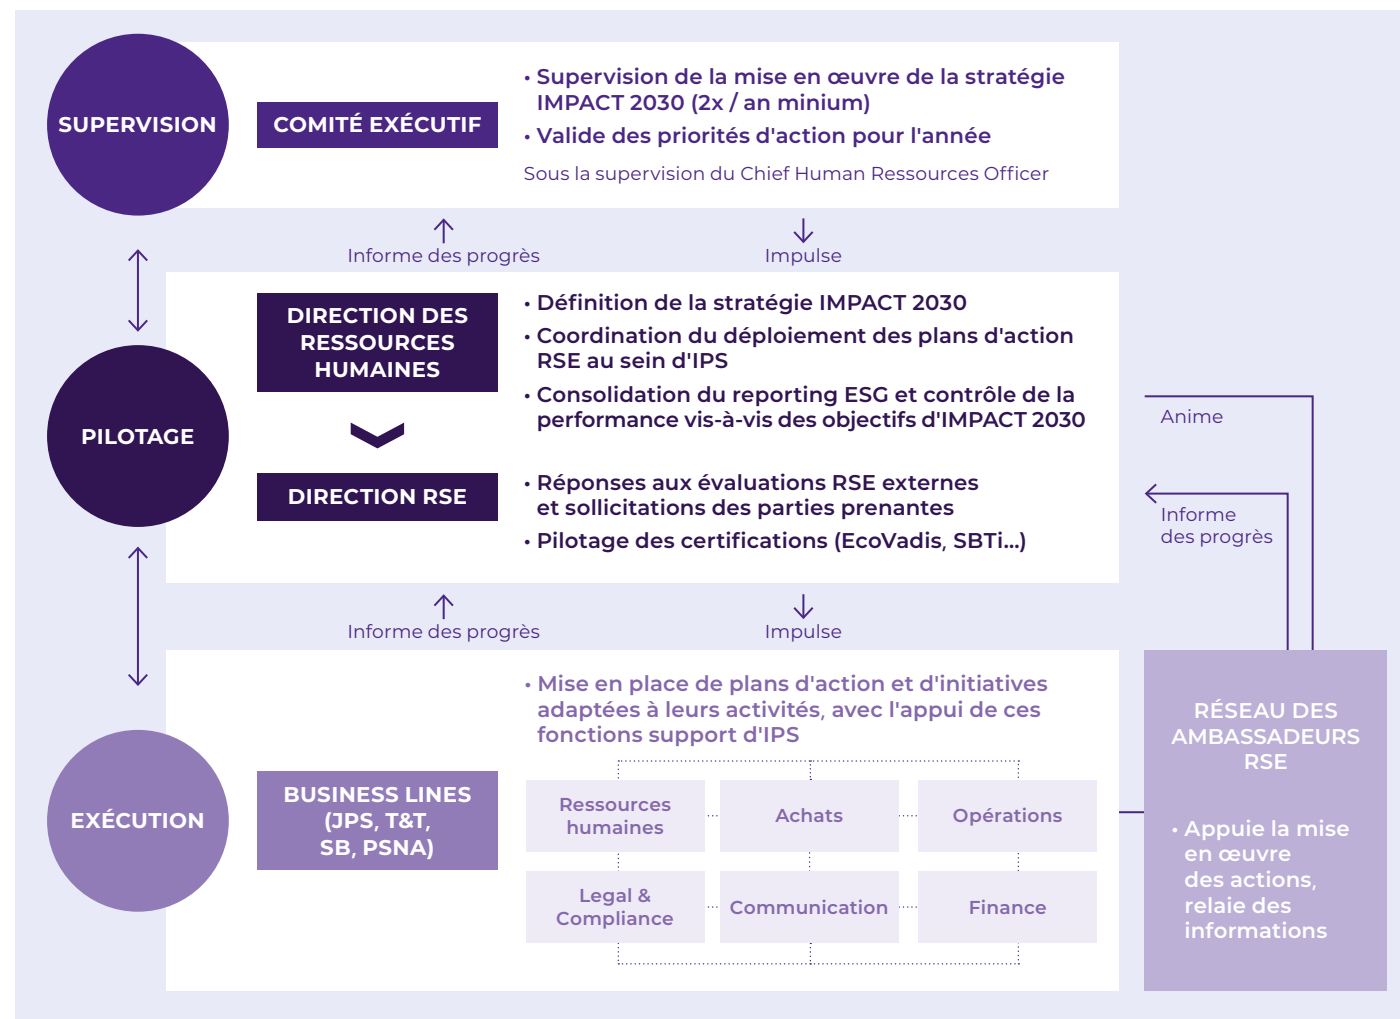 SUPERVISION
COMITÉ EXÉCUTIF
• Supervision de la mise en œuvre de la stratégie
IMPACT 2030 (2x / an minium)
• Valide des priorités d'action pour l'année
Sous la supervision du Chief Human Ressources Officer
Informe des progrès
Impulse
PILOTAGE
DIRECTION DES
RESSOURCES
HUMAINES
• Définition de la stratégie IMPACT 2030
• Coordination du déploiement des plans d'action
RSE au sein d'IPS
• Consolidation du reporting ESG et contrôle de la
performance vis-à-vis des objectifs d'IMPACT 2030
DIRECTION RSE
• Réponses aux évaluations RSE externes
et sollicitations des parties prenantes
• Pilotage des certifications (EcoVadis, SBTi...)
Anime
Informe
des progrès
Informe des progrès
Impulse
EXÉCUTION
BUSINESS LINES
(JPS, T&T,
SB, PSNA)
• Mise en place de plans d'action et d'initiatives
adaptées à leurs activités, avec l'appui de ces
fonctions support d'IPS
Ressources
humaines
Achats
Opérations
Legal &
Compliance
Communication
Finance
RÉSEAU DES
AMBASSADEURS
RSE
• Appuie la mise
en œuvre
des actions,
relaie des
informations